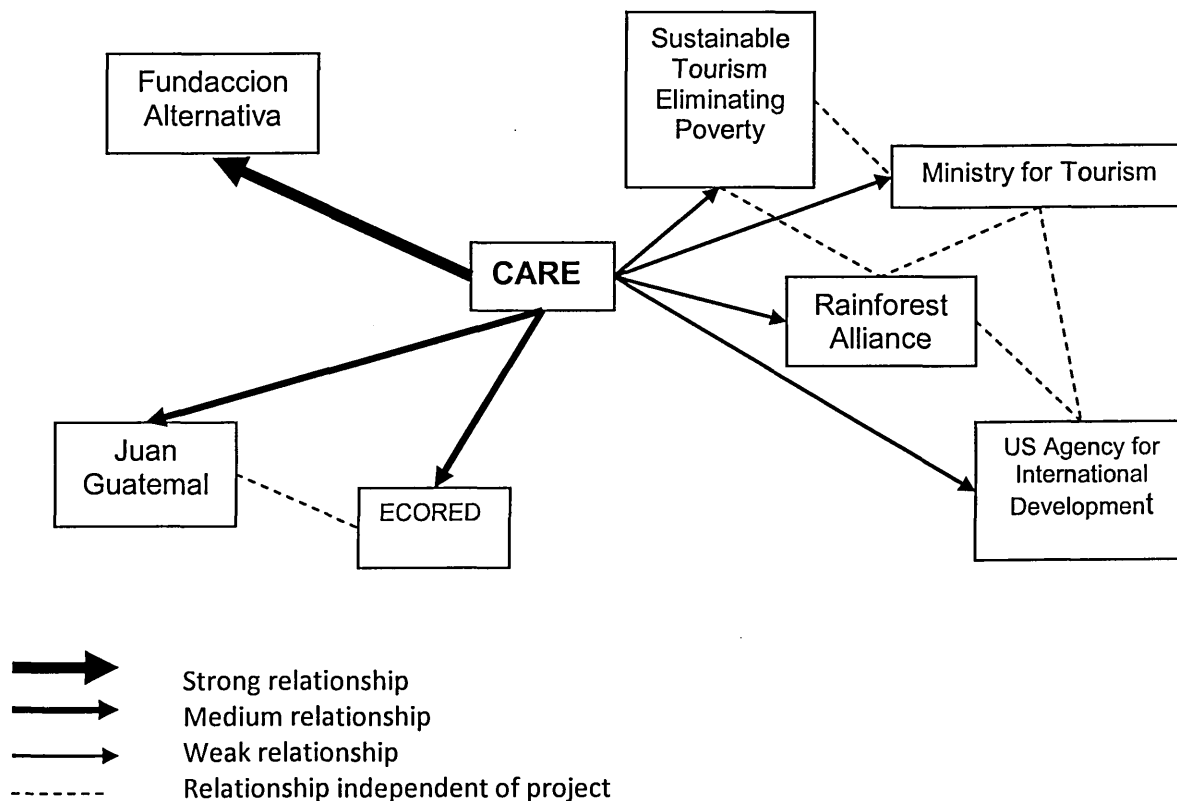 Fundaccion
Alternativa
Sustainable
Tourism
Eliminating
Poverty
Ministry for Tourism
CARE
Rainforest
Alliance
Juan
Guatemal
ECORED
US Agency for
International
Development
Strong relationship
Medium relationship
Weak relationship
Relationship independent of project